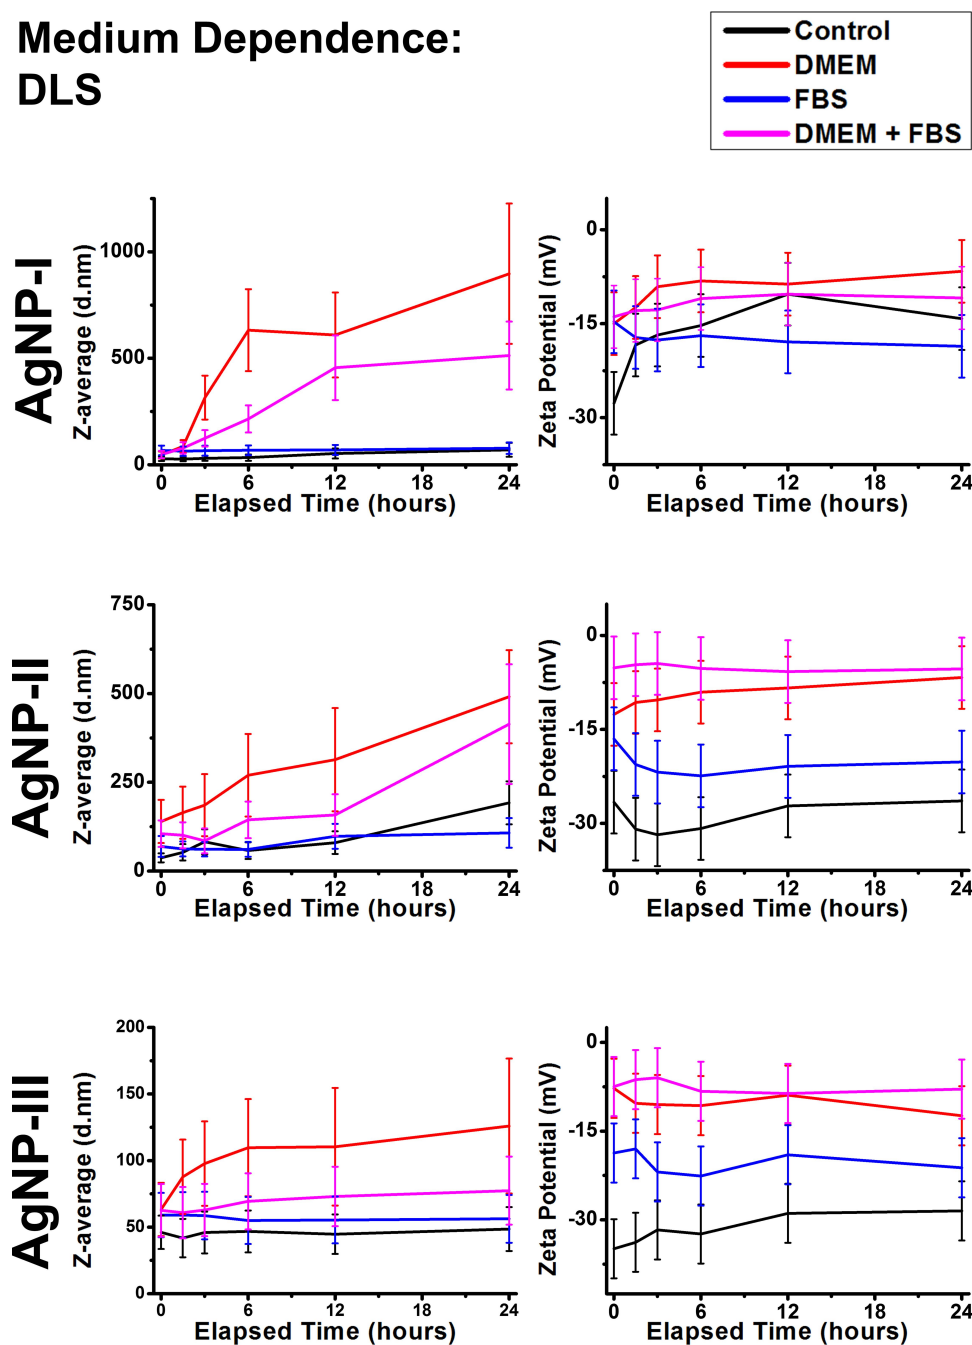 Medium Dependence:
DLS
Control
DMEM
FBS
DMEM + FBS
AgNP-I
Z-average (d.nm)
1000
500
0
0 6 12 18 24
Elapsed Time (hours)
Zeta Potential (mV)
0
-15
-30
0 6 12 18 24
Elapsed Time (hours)
AgNP-II
Z-average (d.nm)
750
500
250
0
0 6 12 18 24
Elapsed Time (hours)
Zeta Potential (mV)
0
-15
-30
0 6 12 18 24
Elapsed Time (hours)
AgNP-III
Z-average (d.nm)
200
150
100
50
0
0 6 12 18 24
Elapsed Time (hours)
Zeta Potential (mV)
0
-15
-30
0 6 12 18 24
Elapsed Time (hours)